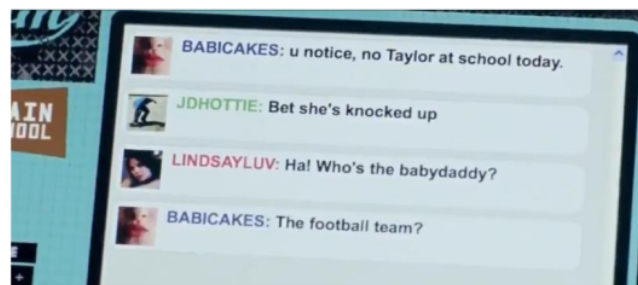 BABICAKES: u notice, no Taylor at school today.
JDHOTTIE: Bet she's knocked up
LINDSAYLUV: Ha! Who's the babydaddy?
BABICAKES: The football team?